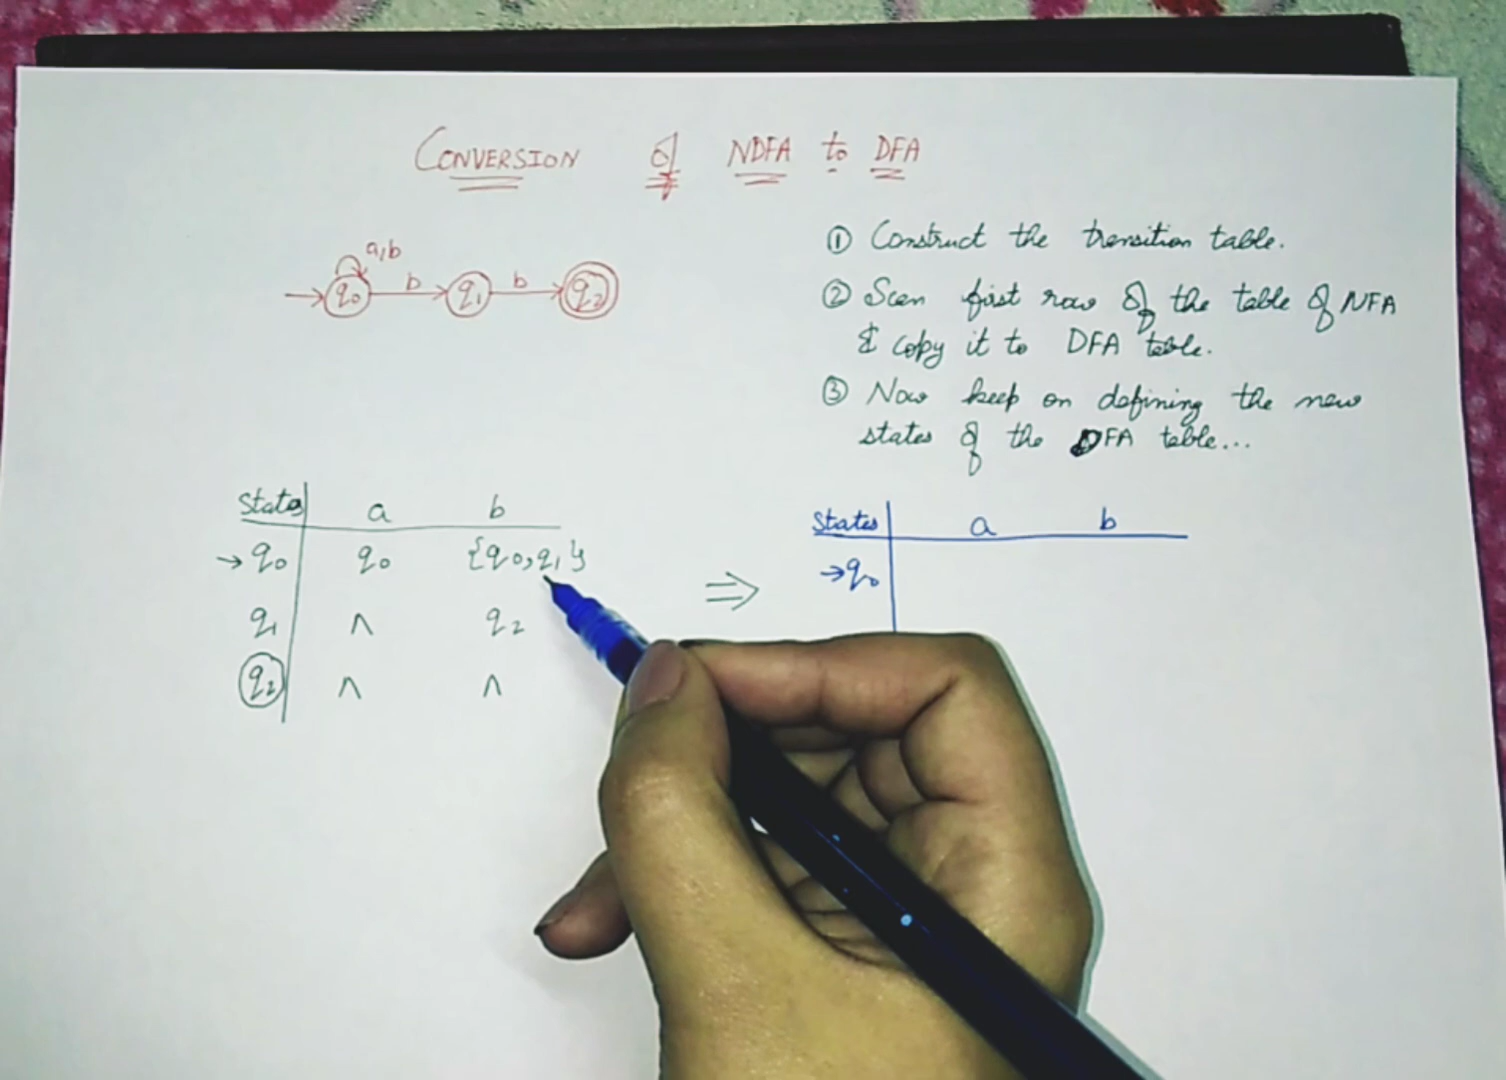 CONVERSION of NDFA to DFA
a,b
→ q0 b q1 b q2
① Construct the transition table.
② Scan first row of the table of NFA
& copy it to DFA table.
③ Now keep on defining the new
states of the DFA table...
States a b
→ q0 q0 {q0,q1}
q1 ∧ q2
q2 ∧ ∧
⇒
States a b
→ q0